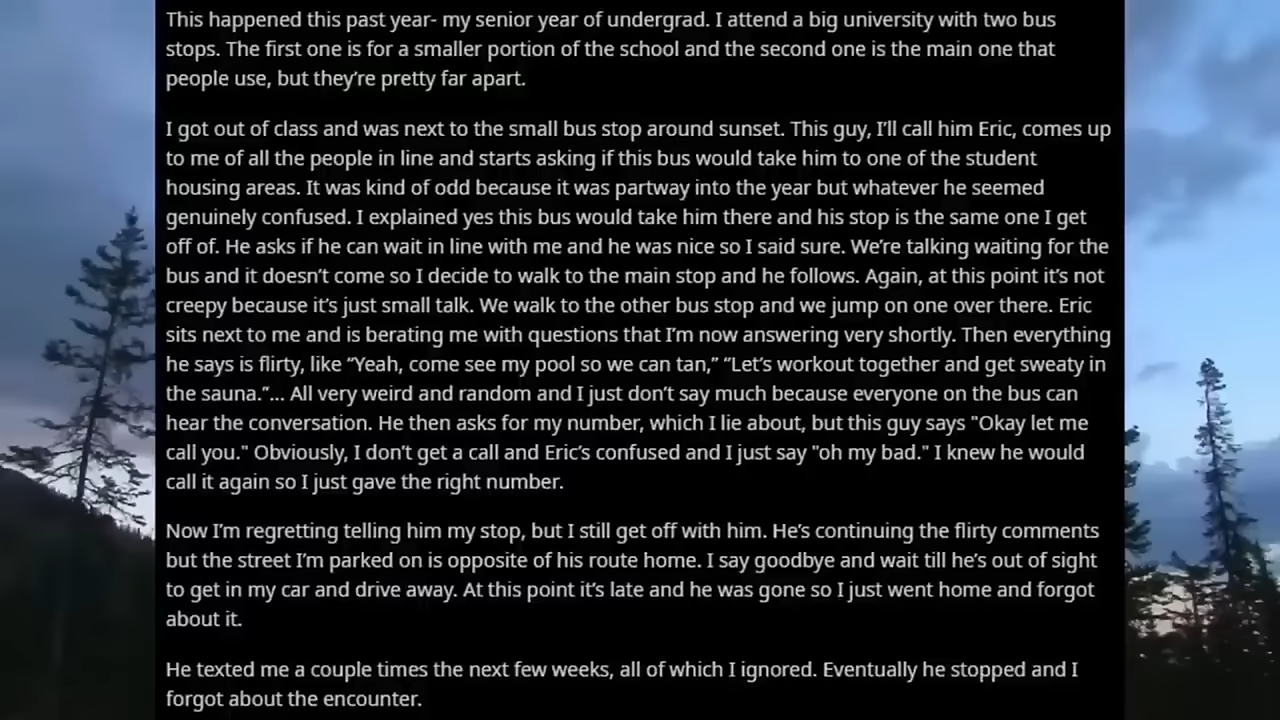 This happened this past year- my senior year of undergrad. I attend a big university with two bus
stops. The first one is for a smaller portion of the school and the second one is the main one that
people use, but they’re pretty far apart.
I got out of class and was next to the small bus stop around sunset. This guy, I’ll call him Eric, comes up
to me of all the people in line and starts asking if this bus would take him to one of the student
housing areas. It was kind of odd because it was partway into the year but whatever he seemed
genuinely confused. I explained yes this bus would take him there and his stop is the same one I get
off of. He asks if he can wait in line with me and he was nice so I said sure. We’re talking waiting for the
bus and it doesn’t come so I decide to walk to the main stop and he follows. Again, at this point it’s not
creepy because it’s just small talk. We walk to the other bus stop and we jump on one over there. Eric
sits next to me and is berating me with questions that I’m now answering very shortly. Then everything
he says is flirty, like “Yeah, come see my pool so we can tan,” “Let’s workout together and get sweaty in
the sauna.”... All very weird and random and I just don’t say much because everyone on the bus can
hear the conversation. He then asks for my number, which I lie about, but this guy says "Okay let me
call you." Obviously, I don’t get a call and Eric’s confused and I just say "oh my bad." I knew he would
call it again so I just gave the right number.
Now I’m regretting telling him my stop, but I still get off with him. He’s continuing the flirty comments
but the street I’m parked on is opposite of his route home. I say goodbye and wait till he’s out of sight
to get in my car and drive away. At this point it’s late and he was gone so I just went home and forgot
about it.
He texted me a couple times the next few weeks, all of which I ignored. Eventually he stopped and I
forgot about the encounter.